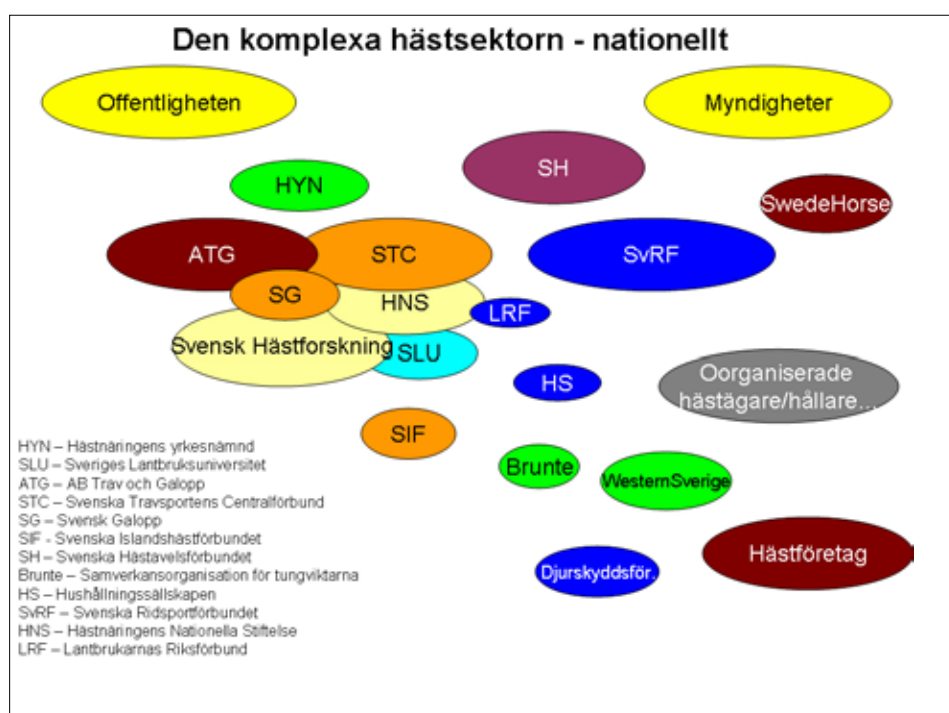 Den komplexa hästsektorn - nationellt
Offentligheten
Myndigheter
SH
HYN
SwedeHorse
ATG
STC
SvRF
SG
HNS
LRF
Svensk Hästforskning
SLU
HS
Oorganiserade
hästägare/hållare...
SIF
Brunte
WesternSverige
Hästföretag
Djurskyddsför.
HYN – Hästnäringens yrkesnämnd
SLU – Sveriges Lantbruksuniversitet
ATG – AB Trav och Galopp
STC – Svenska Travsportens Centralförbund
SG – Svensk Galopp
SIF - Svenska Islandshästförbundet
SH – Svenska Hästavelsförbundet
Brunte – Samverkansorganisation för tungviktarna
HS – Hushållningssällskapen
SvRF – Svenska Ridsportförbundet
HNS – Hästnäringens Nationella Stiftelse
LRF – Lantbrukarnas Riksförbund